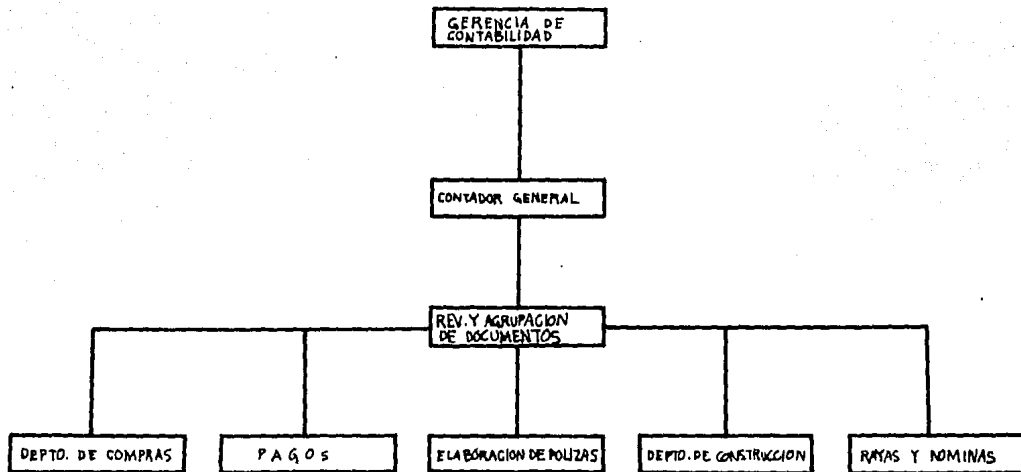 GERENCIA DE
CONTABILIDAD
CONTADOR GENERAL
REV. Y AGRUPACION
DE DOCUMENTOS
DEPTO. DE COMPRAS
PAGOS
ELABORACION DE POLIZAS
DEPTO. DE CONSTRUCCION
RAYAS Y NOMINAS